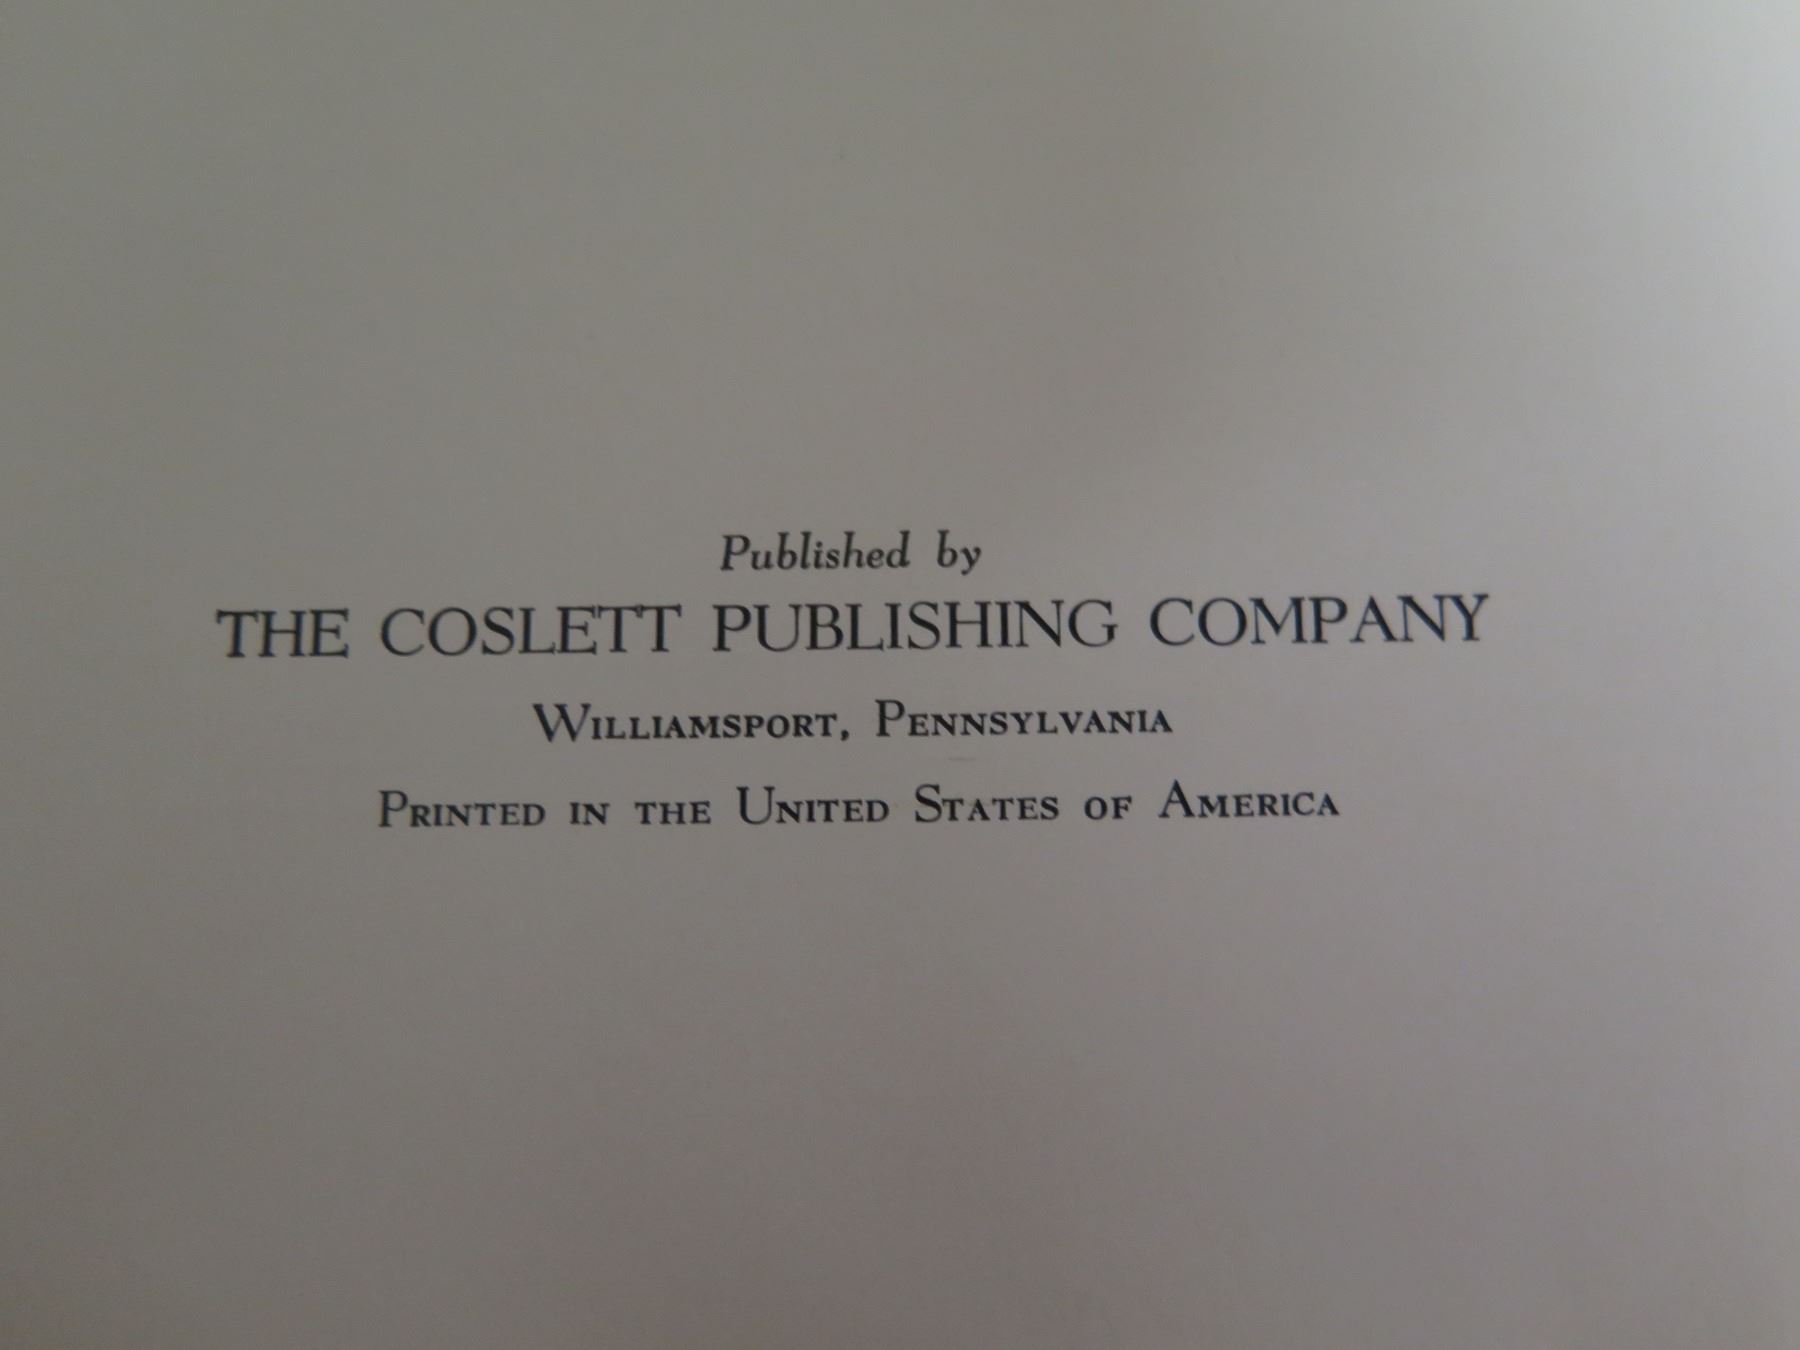 Published by
THE COSLETT PUBLISHING COMPANY
Williamsport, Pennsylvania
Printed in the United States of America